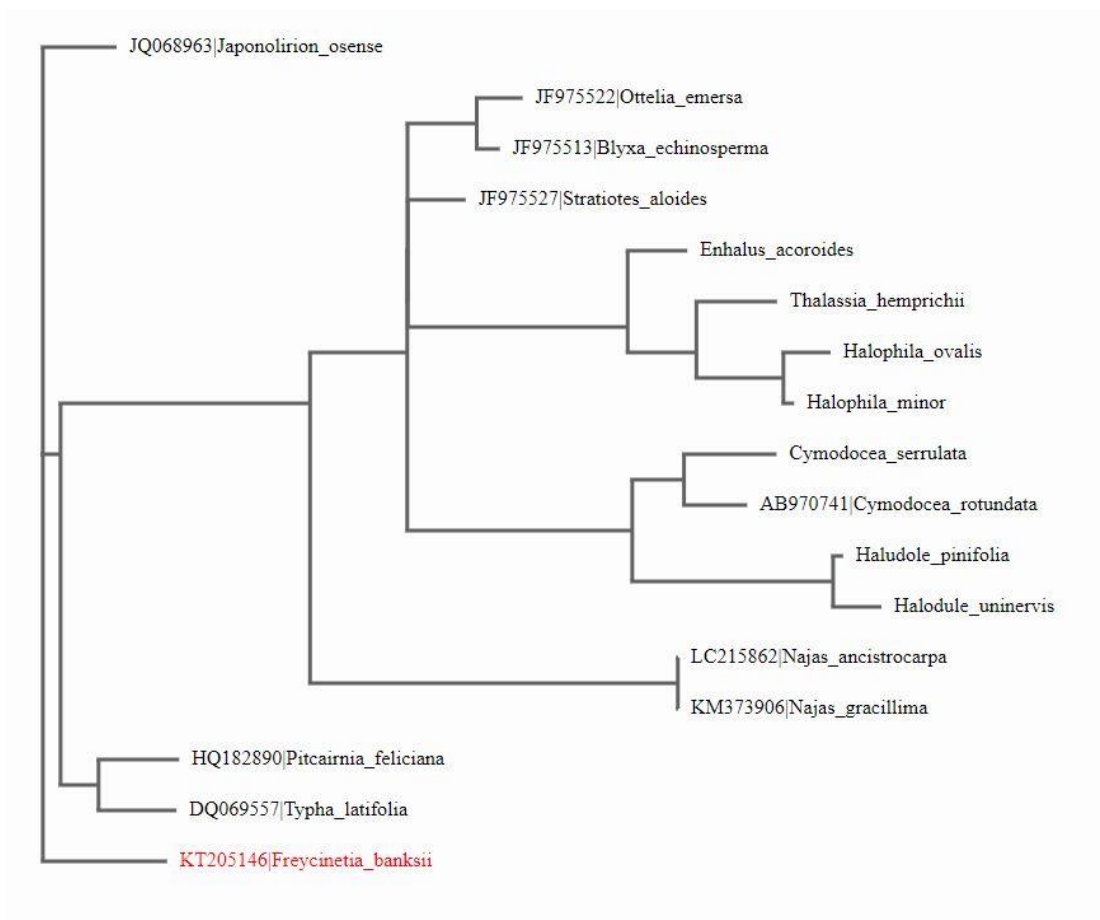 JQ068963|Japonolirion_osense
JF975522|Ottelia_emersa
JF975513|Blyxa_echinosperma
JF975527|Stratiotes_aloides
Enhalus_acoroides
Thalassia_hemprichii
Halophila_ovalis
Halophila_minor
Cymodocea_serrulata
AB970741|Cymodocea_rotundata
Haludole_pinifolia
Halodule_uninervis
LC215862|Najas_ancistrocarpa
KM373906|Najas_gracillima
HQ182890|Pitcairnia_feliciana
DQ069557|Typha_latifolia
KT205146|Freycinetia_banksii